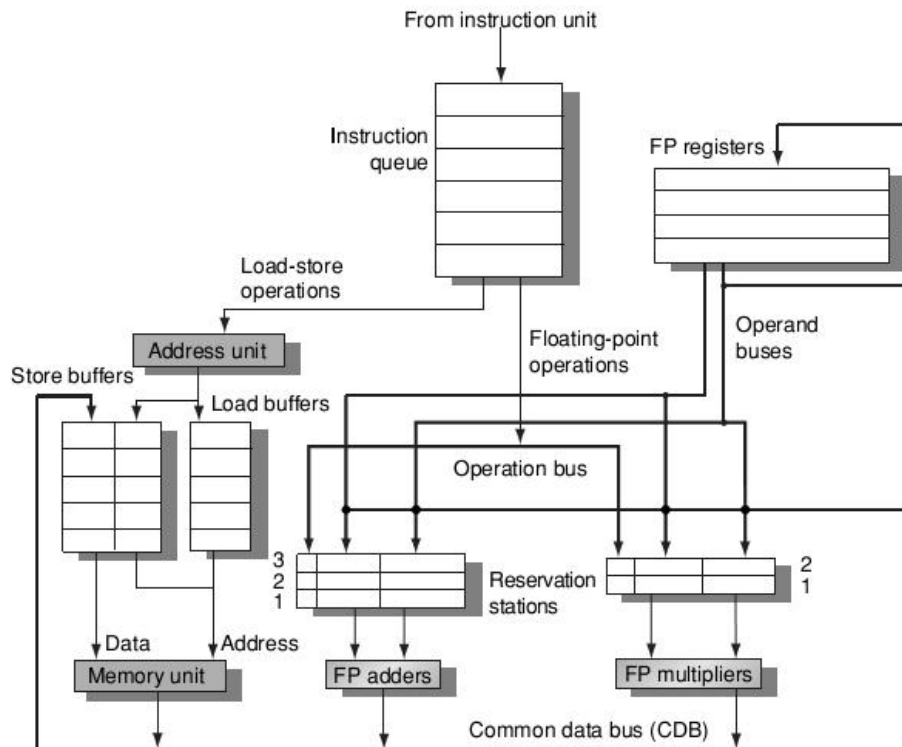 From instruction unit
Instruction
queue
FP registers
Load-store
operations
Address unit
Floating-point
operations
Operand
buses
Store buffers
Load buffers
Operation bus
3
2
1
Reservation
stations
2
1
Data
Address
Memory unit
FP adders
FP multipliers
Common data bus (CDB)